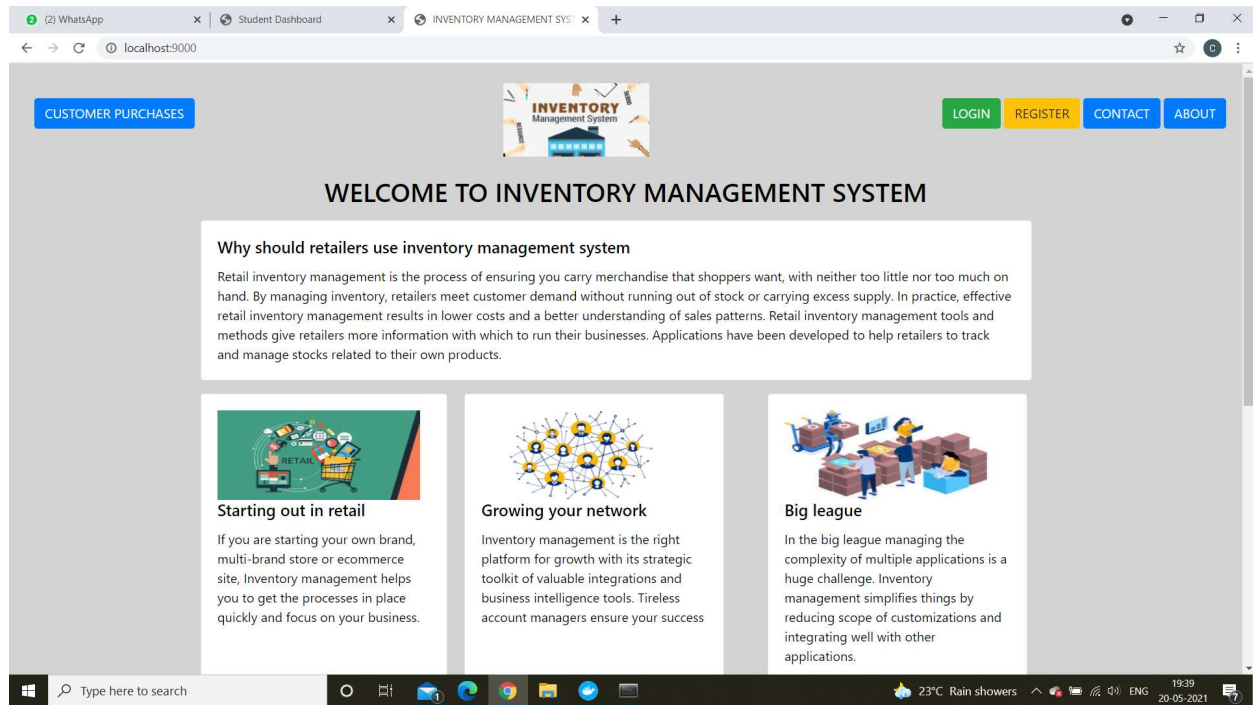 (2) WhatsApp
Student Dashboard
INVENTORY MANAGEMENT SYS
localhost:9000
C
CUSTOMER PURCHASES
INVENTORY
Management System
LOGIN
REGISTER
CONTACT
ABOUT
WELCOME TO INVENTORY MANAGEMENT SYSTEM
Why should retailers use inventory management system
Retail inventory management is the process of ensuring you carry merchandise that shoppers want, with neither too little nor too much on
hand. By managing inventory, retailers meet customer demand without running out of stock or carrying excess supply. In practice, effective
retail inventory management results in lower costs and a better understanding of sales patterns. Retail inventory management tools and
methods give retailers more information with which to run their businesses. Applications have been developed to help retailers to track
and manage stocks related to their own products.
RETAIL
Starting out in retail
If you are starting your own brand,
multi-brand store or ecommerce
site, Inventory management helps
you to get the processes in place
quickly and focus on your business.
Growing your network
Inventory management is the right
platform for growth with its strategic
toolkit of valuable integrations and
business intelligence tools. Tireless
account managers ensure your success
Big league
In the big league managing the
complexity of multiple applications is a
huge challenge. Inventory
management simplifies things by
reducing scope of customizations and
integrating well with other
applications.
Type here to search
23°C Rain showers
ENG
19:39
20-05-2021